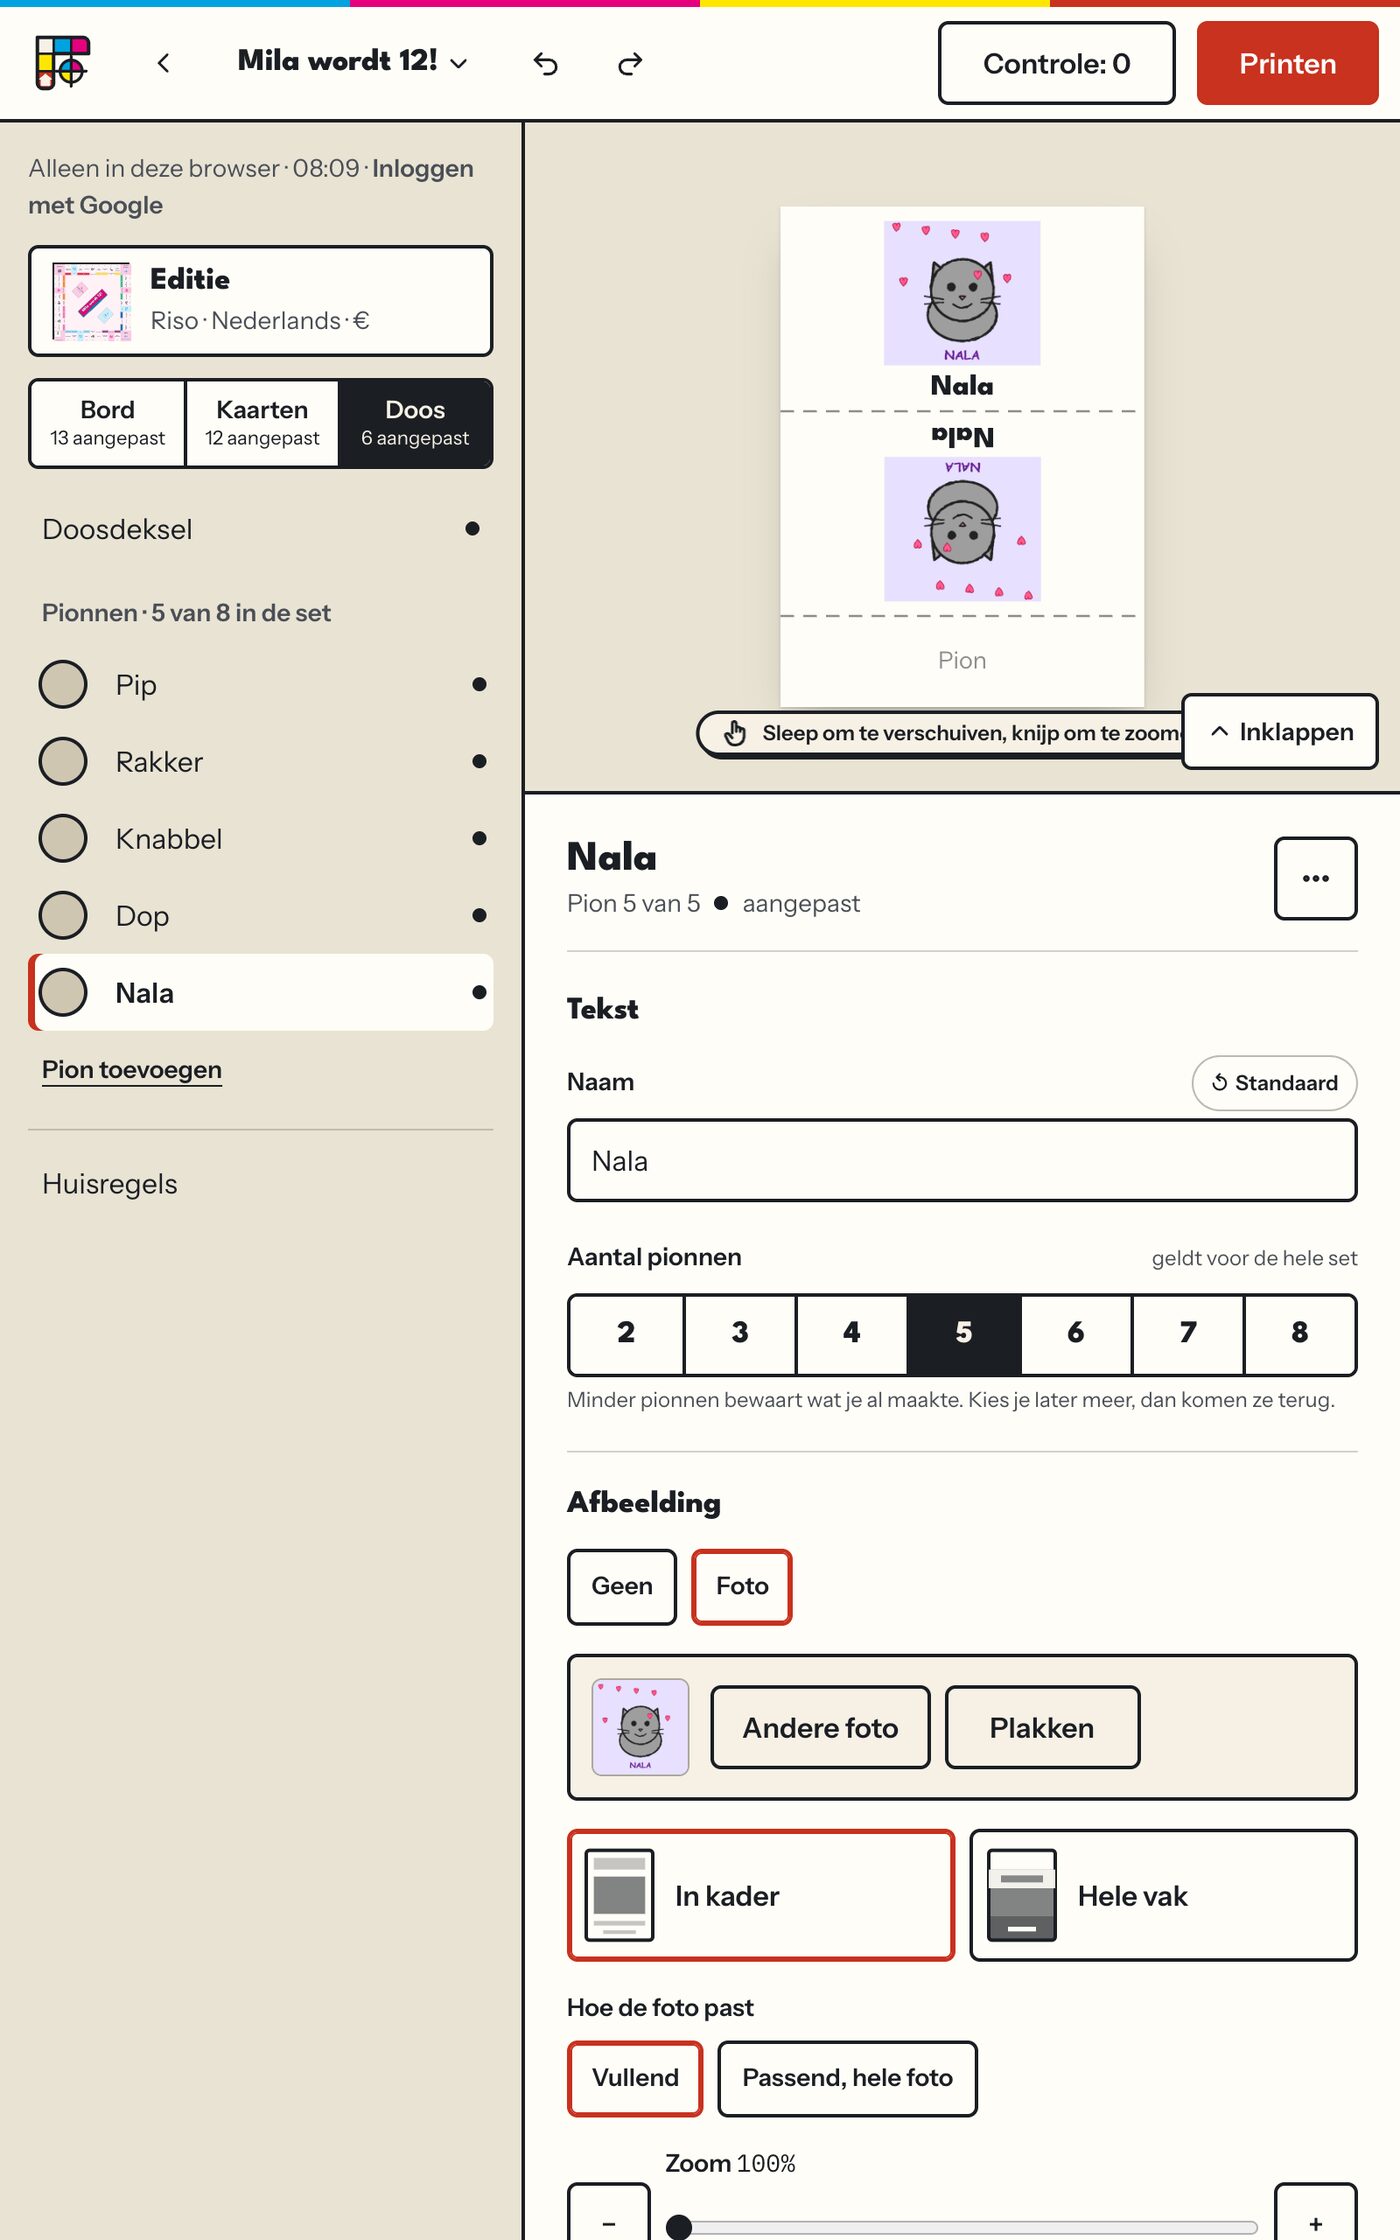 Mila wordt 12!
Controle: 0
Printen
Alleen in deze browser · 08:09 · Inloggen
met Google
Editie
Riso · Nederlands · €
Bord
13 aangepast
Kaarten
12 aangepast
Doos
6 aangepast
Doosdeksel
Pionnen · 5 van 8 in de set
Pip
Rakker
Knabbel
Dop
Nala
Pion toevoegen
Huisregels
NALA
Nala
Nala
NALA
Pion
Sleep om te verschuiven, knijp om te
Inklappen
Nala
Pion 5 van 5 ● aangepast
Tekst
Naam
Standaard
Nala
Aantal pionnen
geldt voor de hele set
2 3 4 5 6 7 8
Minder pionnen bewaart wat je al maakte. Kies je later meer, dan komen ze terug.
Afbeelding
Geen
Foto
NALA
Andere foto
Plakken
In kader
Hele vak
Hoe de foto past
Vullend
Passend, hele foto
Zoom 100%
−
+